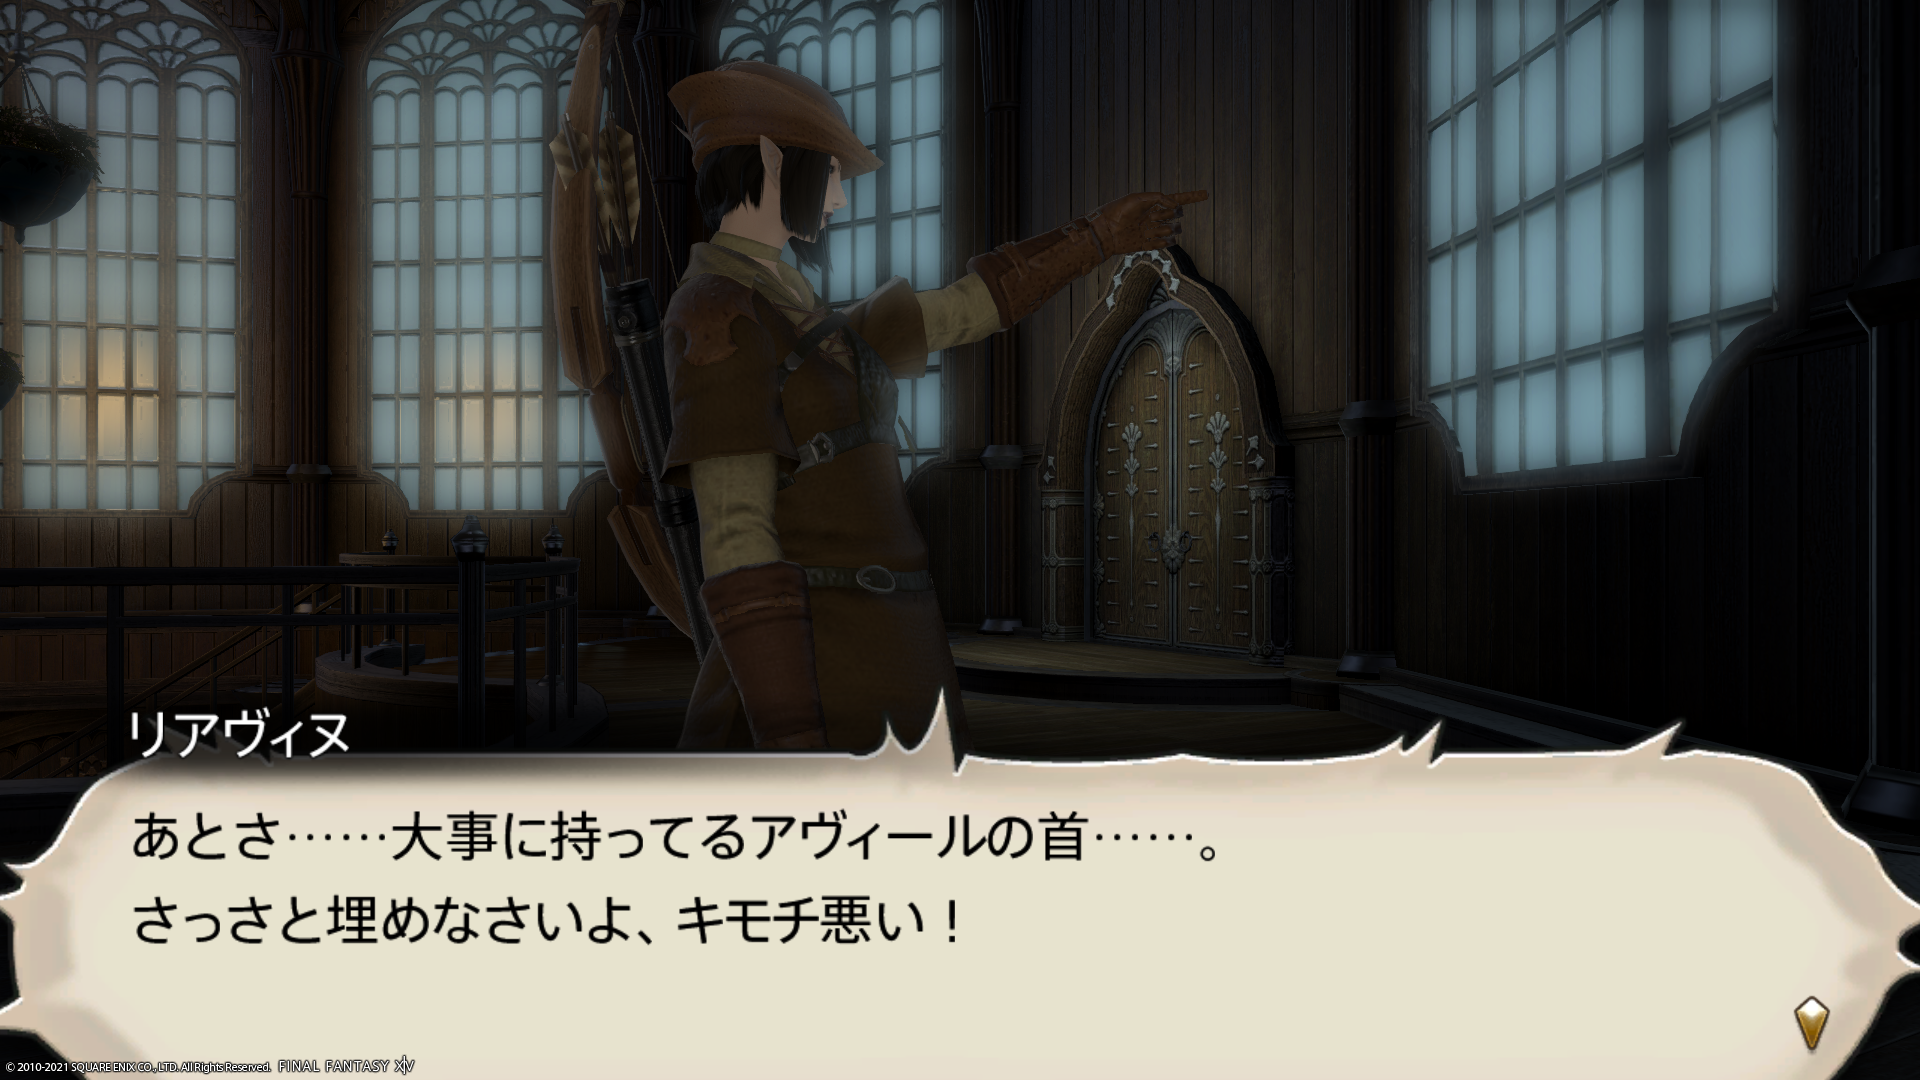 リアヴィヌ
あとさ……大事に持ってるアヴィールの首……。
さっさと埋めなさいよ、キモチ悪い！
© 2010-2021 SQUARE ENIX CO., LTD. All Rights Reserved. FINAL FANTASY XIV